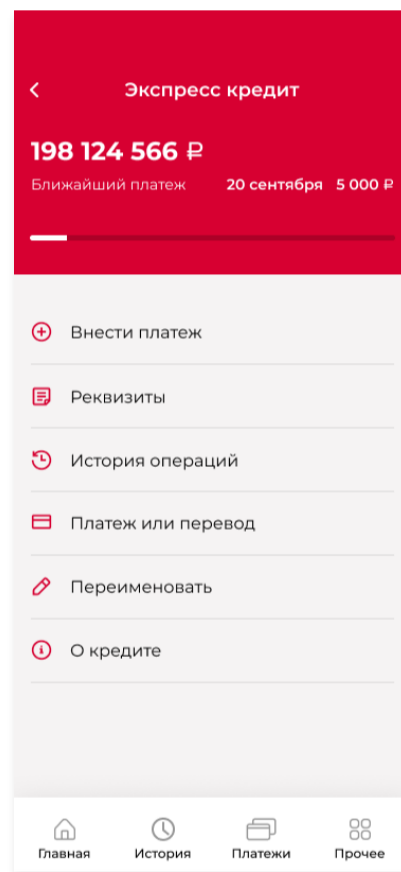 Экспресс кредит
198 124 566 ₽
Ближайший платеж 20 сентября 5 000 ₽
Внести платеж
Реквизиты
История операций
Платеж или перевод
Переименовать
О кредите
Главная История Платежи Прочее